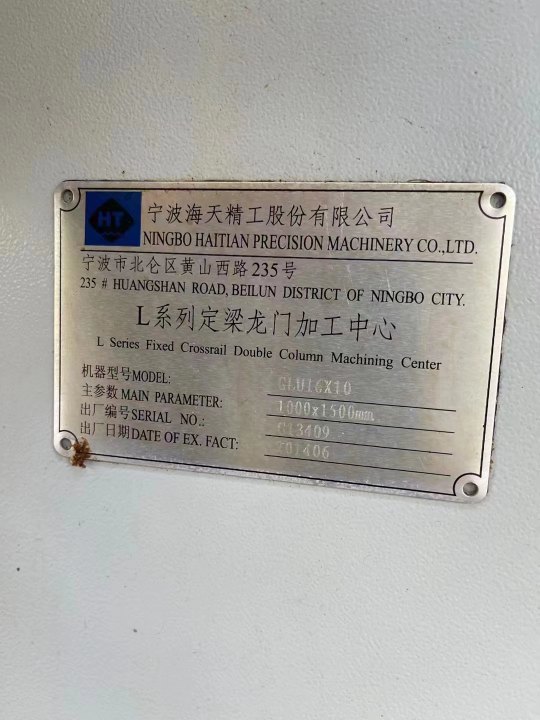 HT
宁波海天精工股份有限公司
NINGBO HAITIAN PRECISION MACHINERY CO.,LTD.
宁波市北仑区黄山西路235号
235 # HUANGSHAN ROAD, BEILUN DISTRICT OF NINGBO CITY.
L系列定梁龙门加工中心
L Series Fixed Crossrail Double Column Machining Center
机器型号MODEL: GLU16X10
主参数MAIN PARAMETER: 1000x1500mm
出厂编号SERIAL NO.: G13409
出厂日期DATE OF EX. FACT: 201406